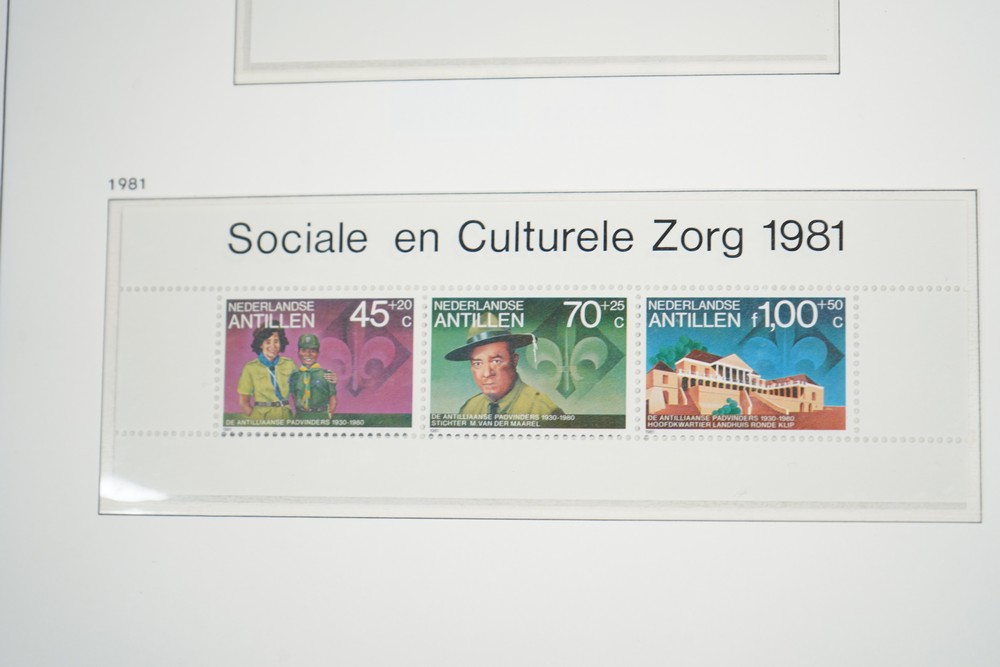 1981
Sociale en Culturele Zorg 1981
NEDERLANDSE
ANTILLEN
45+20
c
DE ANTILLIAANSE PADVINDERS 1930-1980
NEDERLANDSE
ANTILLEN
70+25
c
DE ANTILLIAANSE PADVINDERS 1930-1980
STICHTER M. VAN DER MAAREL
NEDERLANDSE
ANTILLEN
f1,00+50
c
DE ANTILLIAANSE PADVINDERS 1930-1980
HOOFDKWARTIER LANDHUIS RONDE KLIP